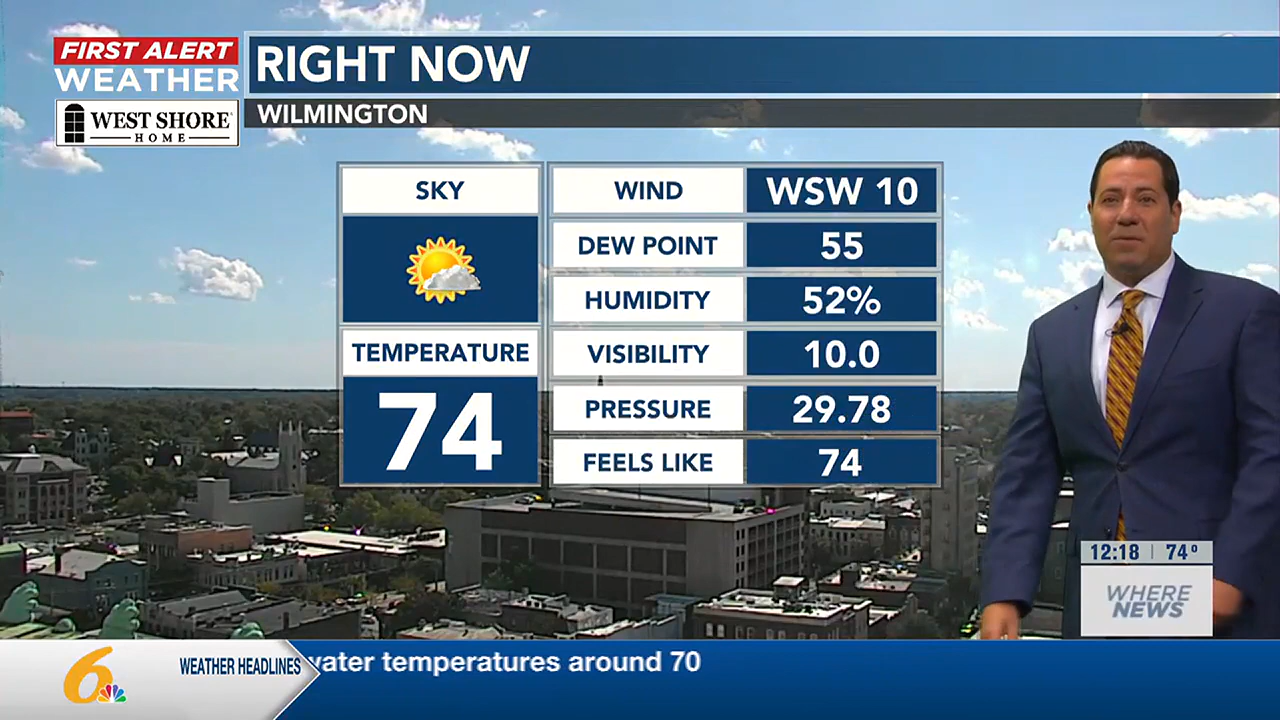 FIRST ALERT
WEATHER
WEST SHORE
HOME
RIGHT NOW
WILMINGTON
SKY
TEMPERATURE
74
WIND WSW 10
DEW POINT 55
HUMIDITY 52%
VISIBILITY 10.0
PRESSURE 29.78
FEELS LIKE 74
12:18 | 74°
WHERE
NEWS
6
WEATHER HEADLINES
water temperatures around 70